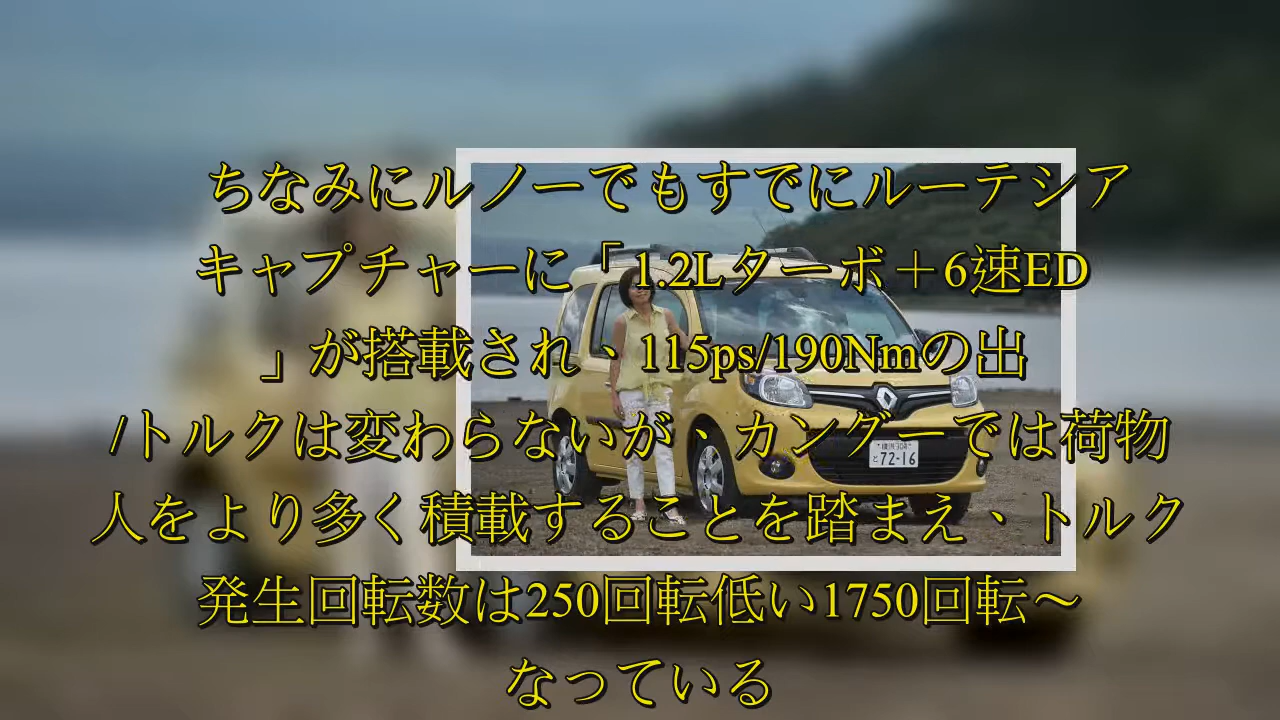 ちなみにルノーでもすでにルーテシア
キャプチャーに「1.2Lターボ＋6速ED
」が搭載され、115ps/190Nmの出
/トルクは変わらないが、カングーでは荷物
人をより多く積載することを踏まえ、トルク
発生回転数は250回転低い1750回転～
なっている
72-16